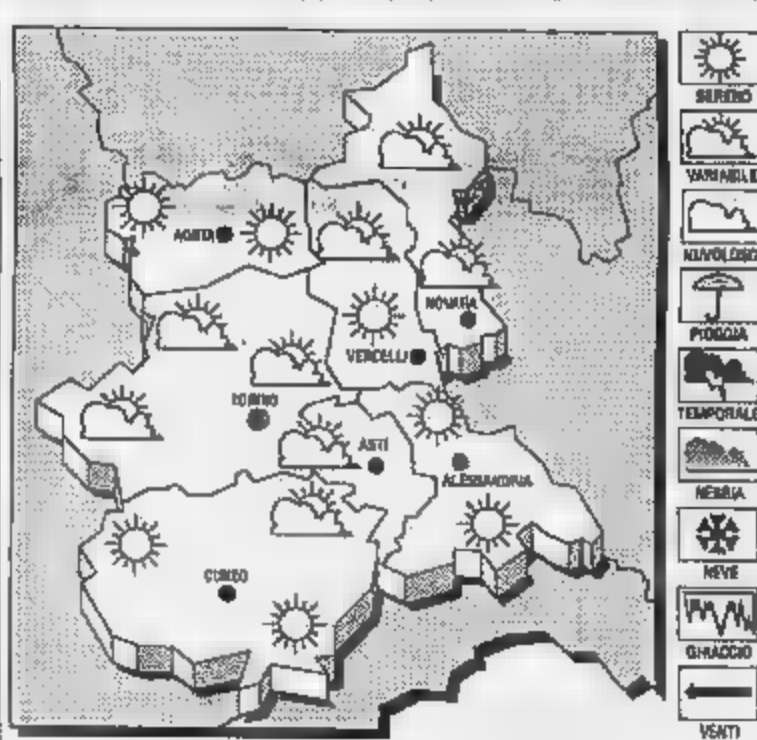 AOSTA
NOVARA
VERCELLI
TORINO
ASTI
ALESSANDRIA
CUNEO
SERENO
VARIABILE
NUVOLOSO
PIOGGIA
TEMPORALE
NEBBIA
NEVE
GHIACCIO
VENTI